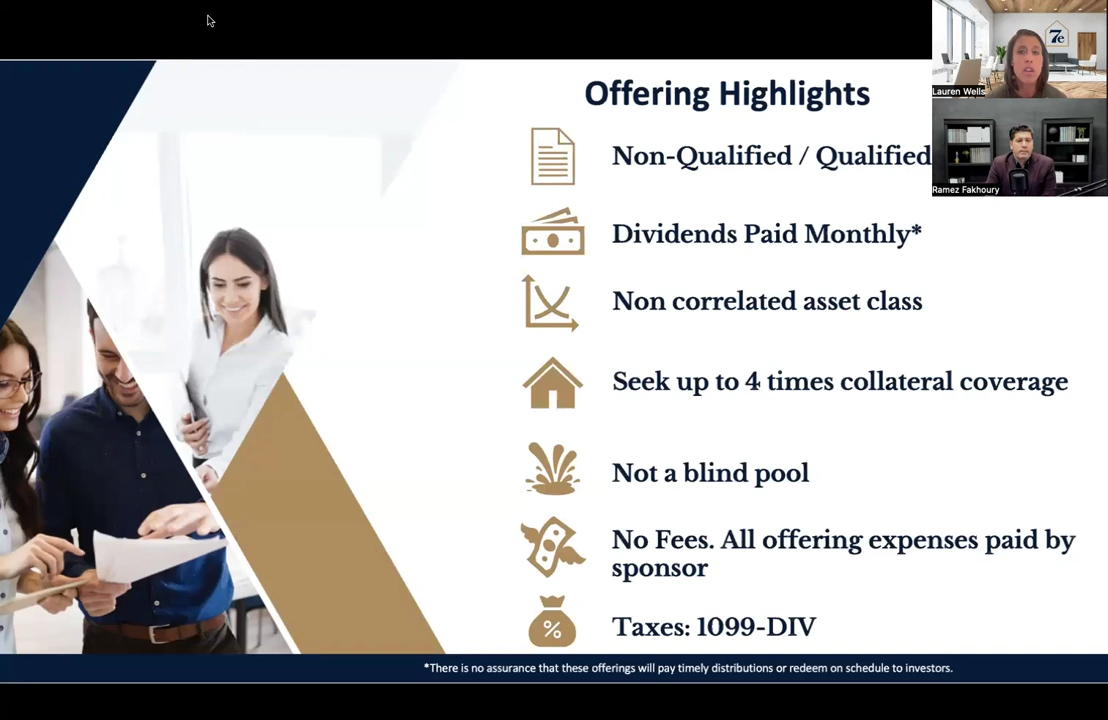 Offering Highlights
7e
Lauren Wells
Non-Qualified / Qualified
Ramez Fakhoury
Dividends Paid Monthly*
Non correlated asset class
Seek up to 4 times collateral coverage
Not a blind pool
No Fees. All offering expenses paid by
sponsor
%
Taxes: 1099-DIV
*There is no assurance that these offerings will pay timely distributions or redeem on schedule to investors.